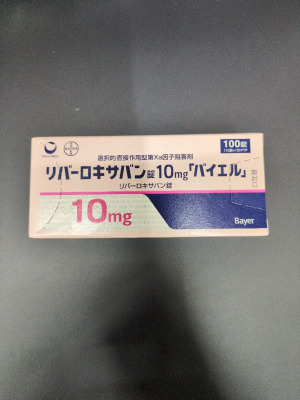 選択的直接作用型第Xa因子阻害剤
100錠
リバーロキサバン錠10mg「バイエル」
リバーロキサバン錠
10mg
Bayer